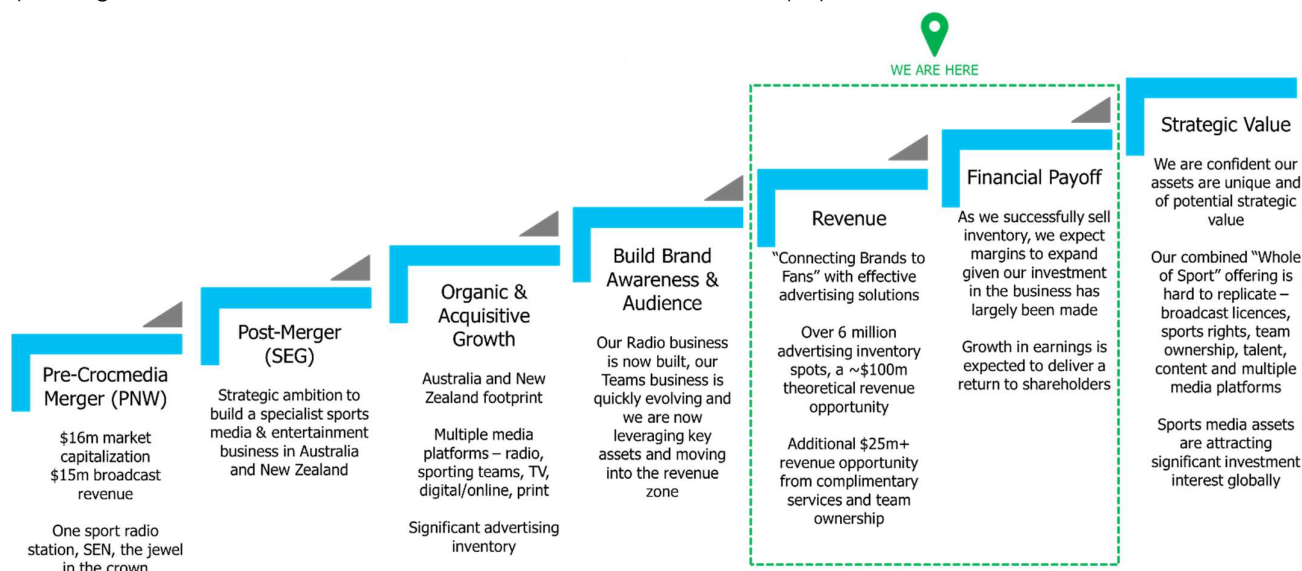 WE ARE HERE
Pre-Crocmedia
Merger (PNW)
$16m market
capitalization
$15m broadcast
revenue
One sport radio
station, SEN, the jewel
in the crown
Post-Merger
(SEG)
Strategic ambition to
build a specialist sports
media & entertainment
business in Australia
and New Zealand
Organic &
Acquisitive
Growth
Australia and New
Zealand footprint
Multiple media
platforms – radio,
sporting teams, TV,
digital/online, print
Significant advertising
inventory
Build Brand
Awareness &
Audience
Our Radio business
is now built, our
Teams business is
quickly evolving and
we are now
leveraging key
assets and moving
into the revenue
zone
Revenue
“Connecting Brands to
Fans” with effective
advertising solutions
Over 6 million
advertising inventory
spots, a ~$100m
theoretical revenue
opportunity
Additional $25m+
revenue opportunity
from complimentary
services and team
ownership
Financial Payoff
As we successfully sell
inventory, we expect
margins to expand
given our investment
in the business has
largely been made
Growth in earnings is
expected to deliver a
return to shareholders
Strategic Value
We are confident our
assets are unique and
of potential strategic
value
Our combined “Whole
of Sport” offering is
hard to replicate –
broadcast licences,
sports rights, team
ownership, talent,
content and multiple
media platforms
Sports media assets
are attracting
significant investment
interest globally